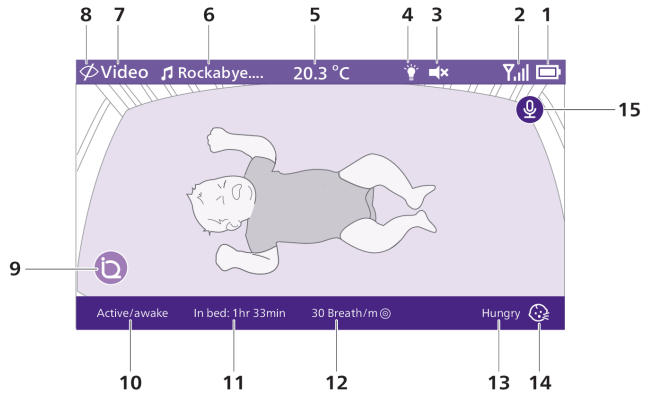 8 7 6 5 4 3 2 1
Video Rockabye.... 20.3 °C
15
9
Active/awake In bed: 1hr 33min 30 Breath/m Hungry
10 11 12 13 14